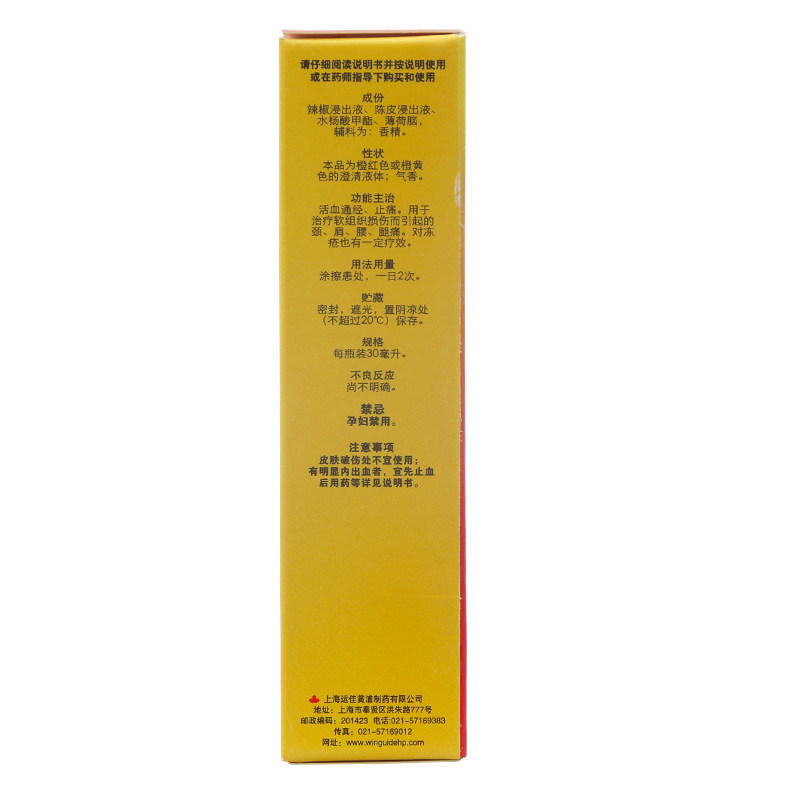 请仔细阅读说明书并按说明使用
或在药师指导下购买和使用
成份
辣椒浸出液、陈皮浸出液、
水杨酸甲酯、薄荷脑，
辅料为：香精。
性状
本品为橙红色或橙黄
色的澄清液体；气香。
功能主治
活血通经、止痛。用于
治疗软组织损伤而引起的
颈、肩、腰、腿痛。对冻
疮也有一定疗效。
用法用量
涂擦患处，一日2次。
贮藏
密封，遮光，置阴凉处
（不超过20℃）保存。
规格
每瓶装30毫升。
不良反应
尚不明确。
禁忌
孕妇禁用。
注意事项
皮肤破伤处不宜使用；
有明显内出血者，宜先止血
后用药等详见说明书。
上海运佳黄浦制药有限公司
地址：上海市奉贤区洪朱路777号
邮政编码：201423 电话:021-57169383
传真：021-57169012
网址：www.winguidehp.com